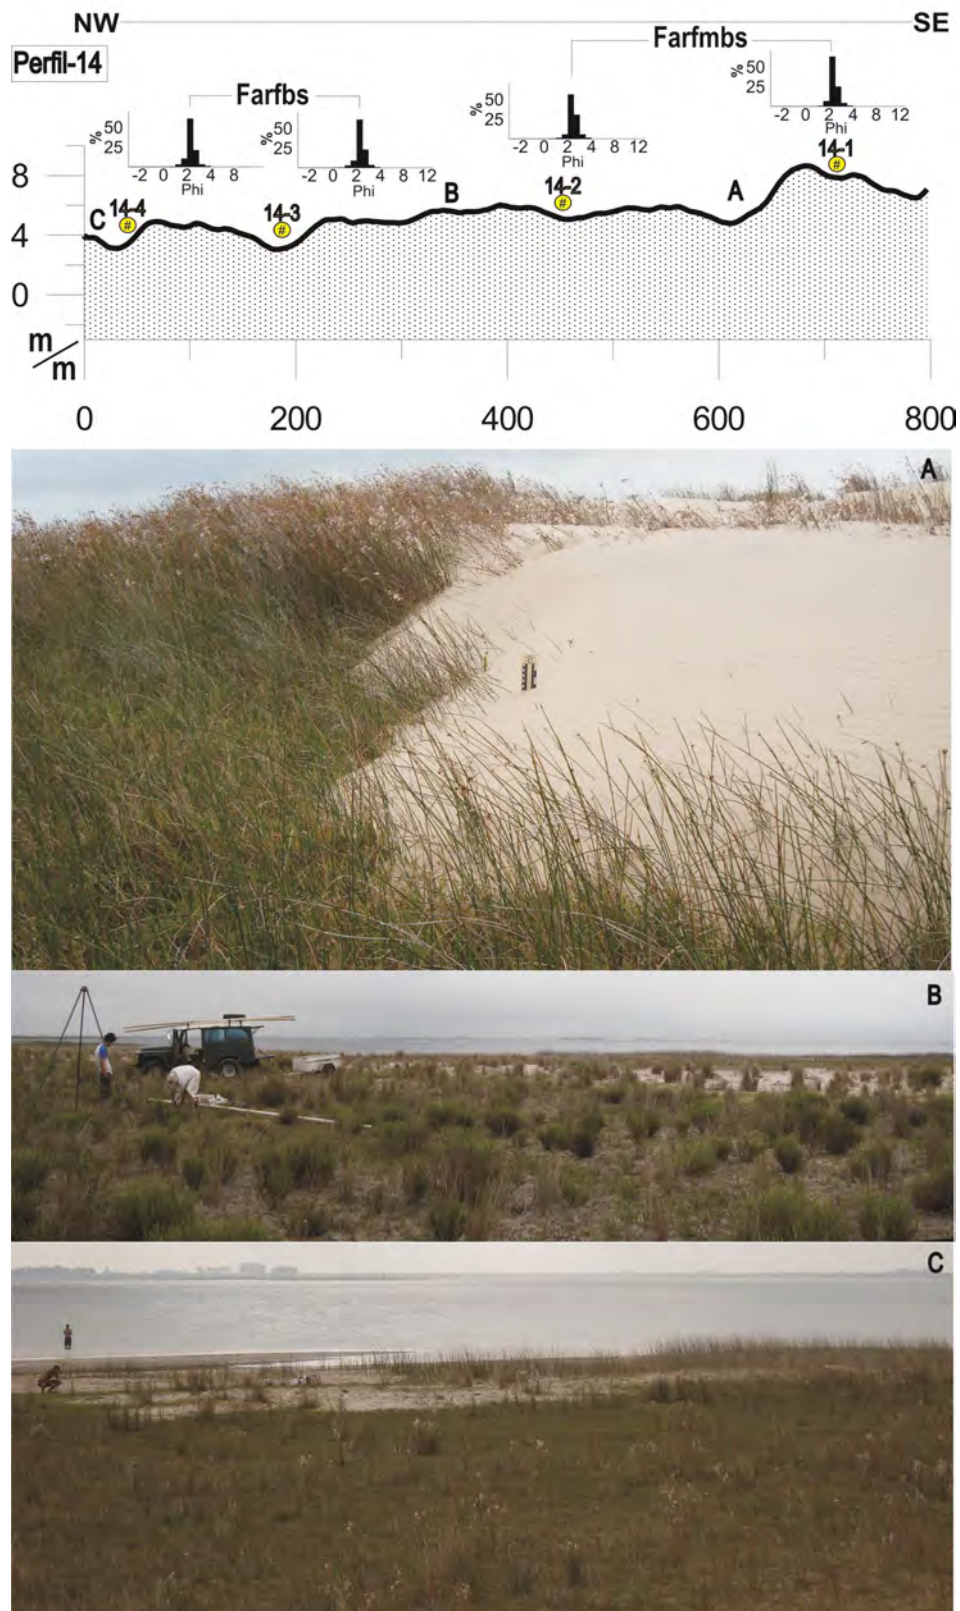 NW SE
Perfil-14
Farfmbs
Farfbs
% 50 25
-2 0 2 4 8
Phi
% 50 25
-2 0 2 4 8 12
Phi
% 50 25
-2 0 2 4 8 12
Phi
% 50 25
-2 0 2 4 8 12
Phi
8
4
0
m/m
C 14-4 #
14-3 #
B
14-2 #
A
14-1 #
0 200 400 600 800
A
B
C